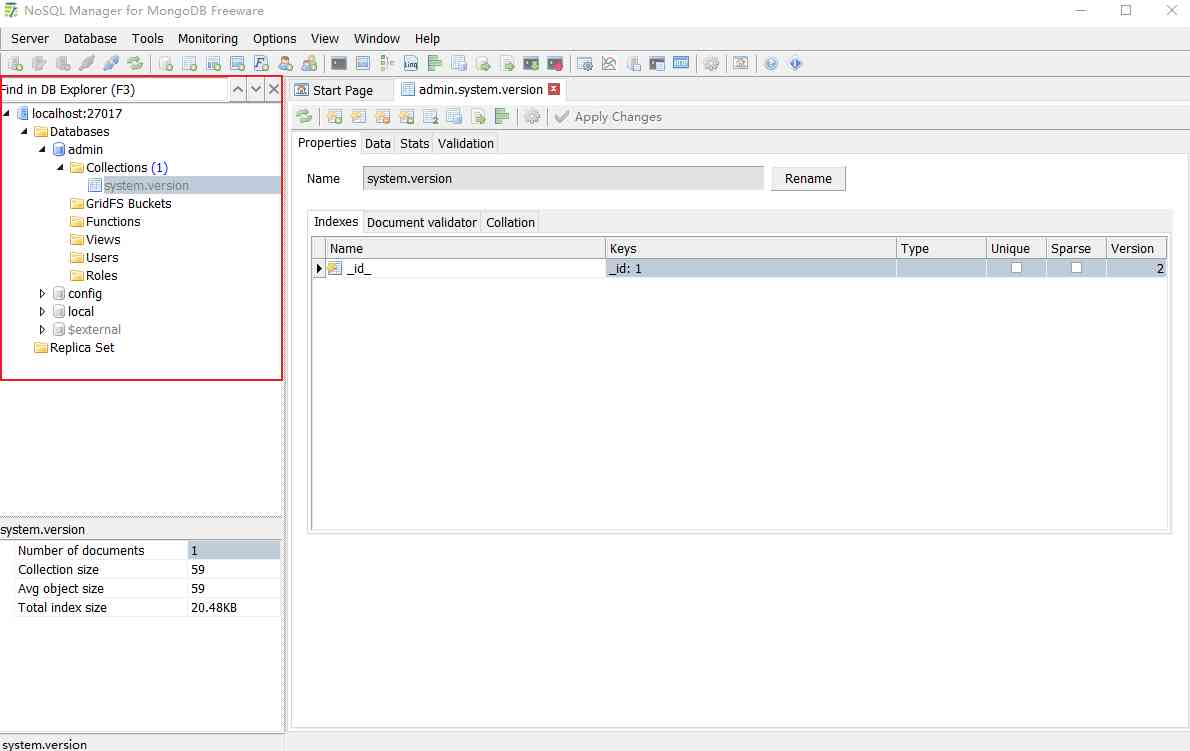 NoSQL Manager for MongoDB Freeware
Server Database Tools Monitoring Options View Window Help
Find in DB Explorer (F3)
localhost:27017
Databases
admin
Collections (1)
system.version
GridFS Buckets
Functions
Views
Users
Roles
config
local
$external
Replica Set
system.version
Number of documents 1
Collection size 59
Avg object size 59
Total index size 20.48KB
Start Page admin.system.version
Apply Changes
Properties Data Stats Validation
Name system.version Rename
Indexes Document validator Collation
Name Keys Type Unique Sparse Version
_id_ _id: 1 2
system.version